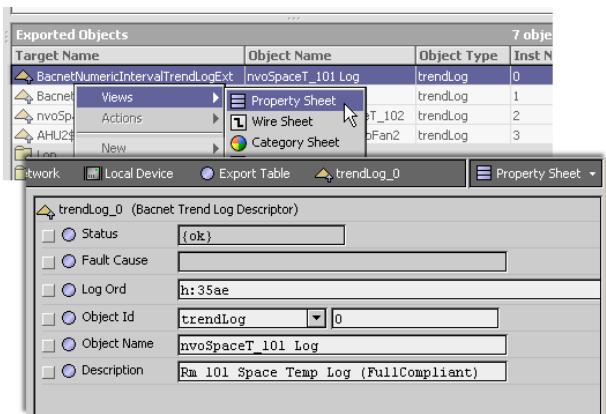 Exported Objects 7 obje
Target Name Object Name Object Type Inst N
BacnetNumericIntervalTrendLogExt nvoSpaceT_101 Log trendLog 0
Bacnet Views Property Sheet trendLog 1
nvoSp Actions Wire Sheet eT_102 trendLog 2
AHU2$ Category Sheet oFan2 trendLog 3
New
twork Local Device Export Table trendLog_0 Property Sheet
trendLog_0 (Bacnet Trend Log Descriptor)
Status {ok}
Fault Cause
Log Ord h:35ae
Object Id trendLog 0
Object Name nvoSpaceT_101 Log
Description Rm 101 Space Temp Log (FullCompliant)